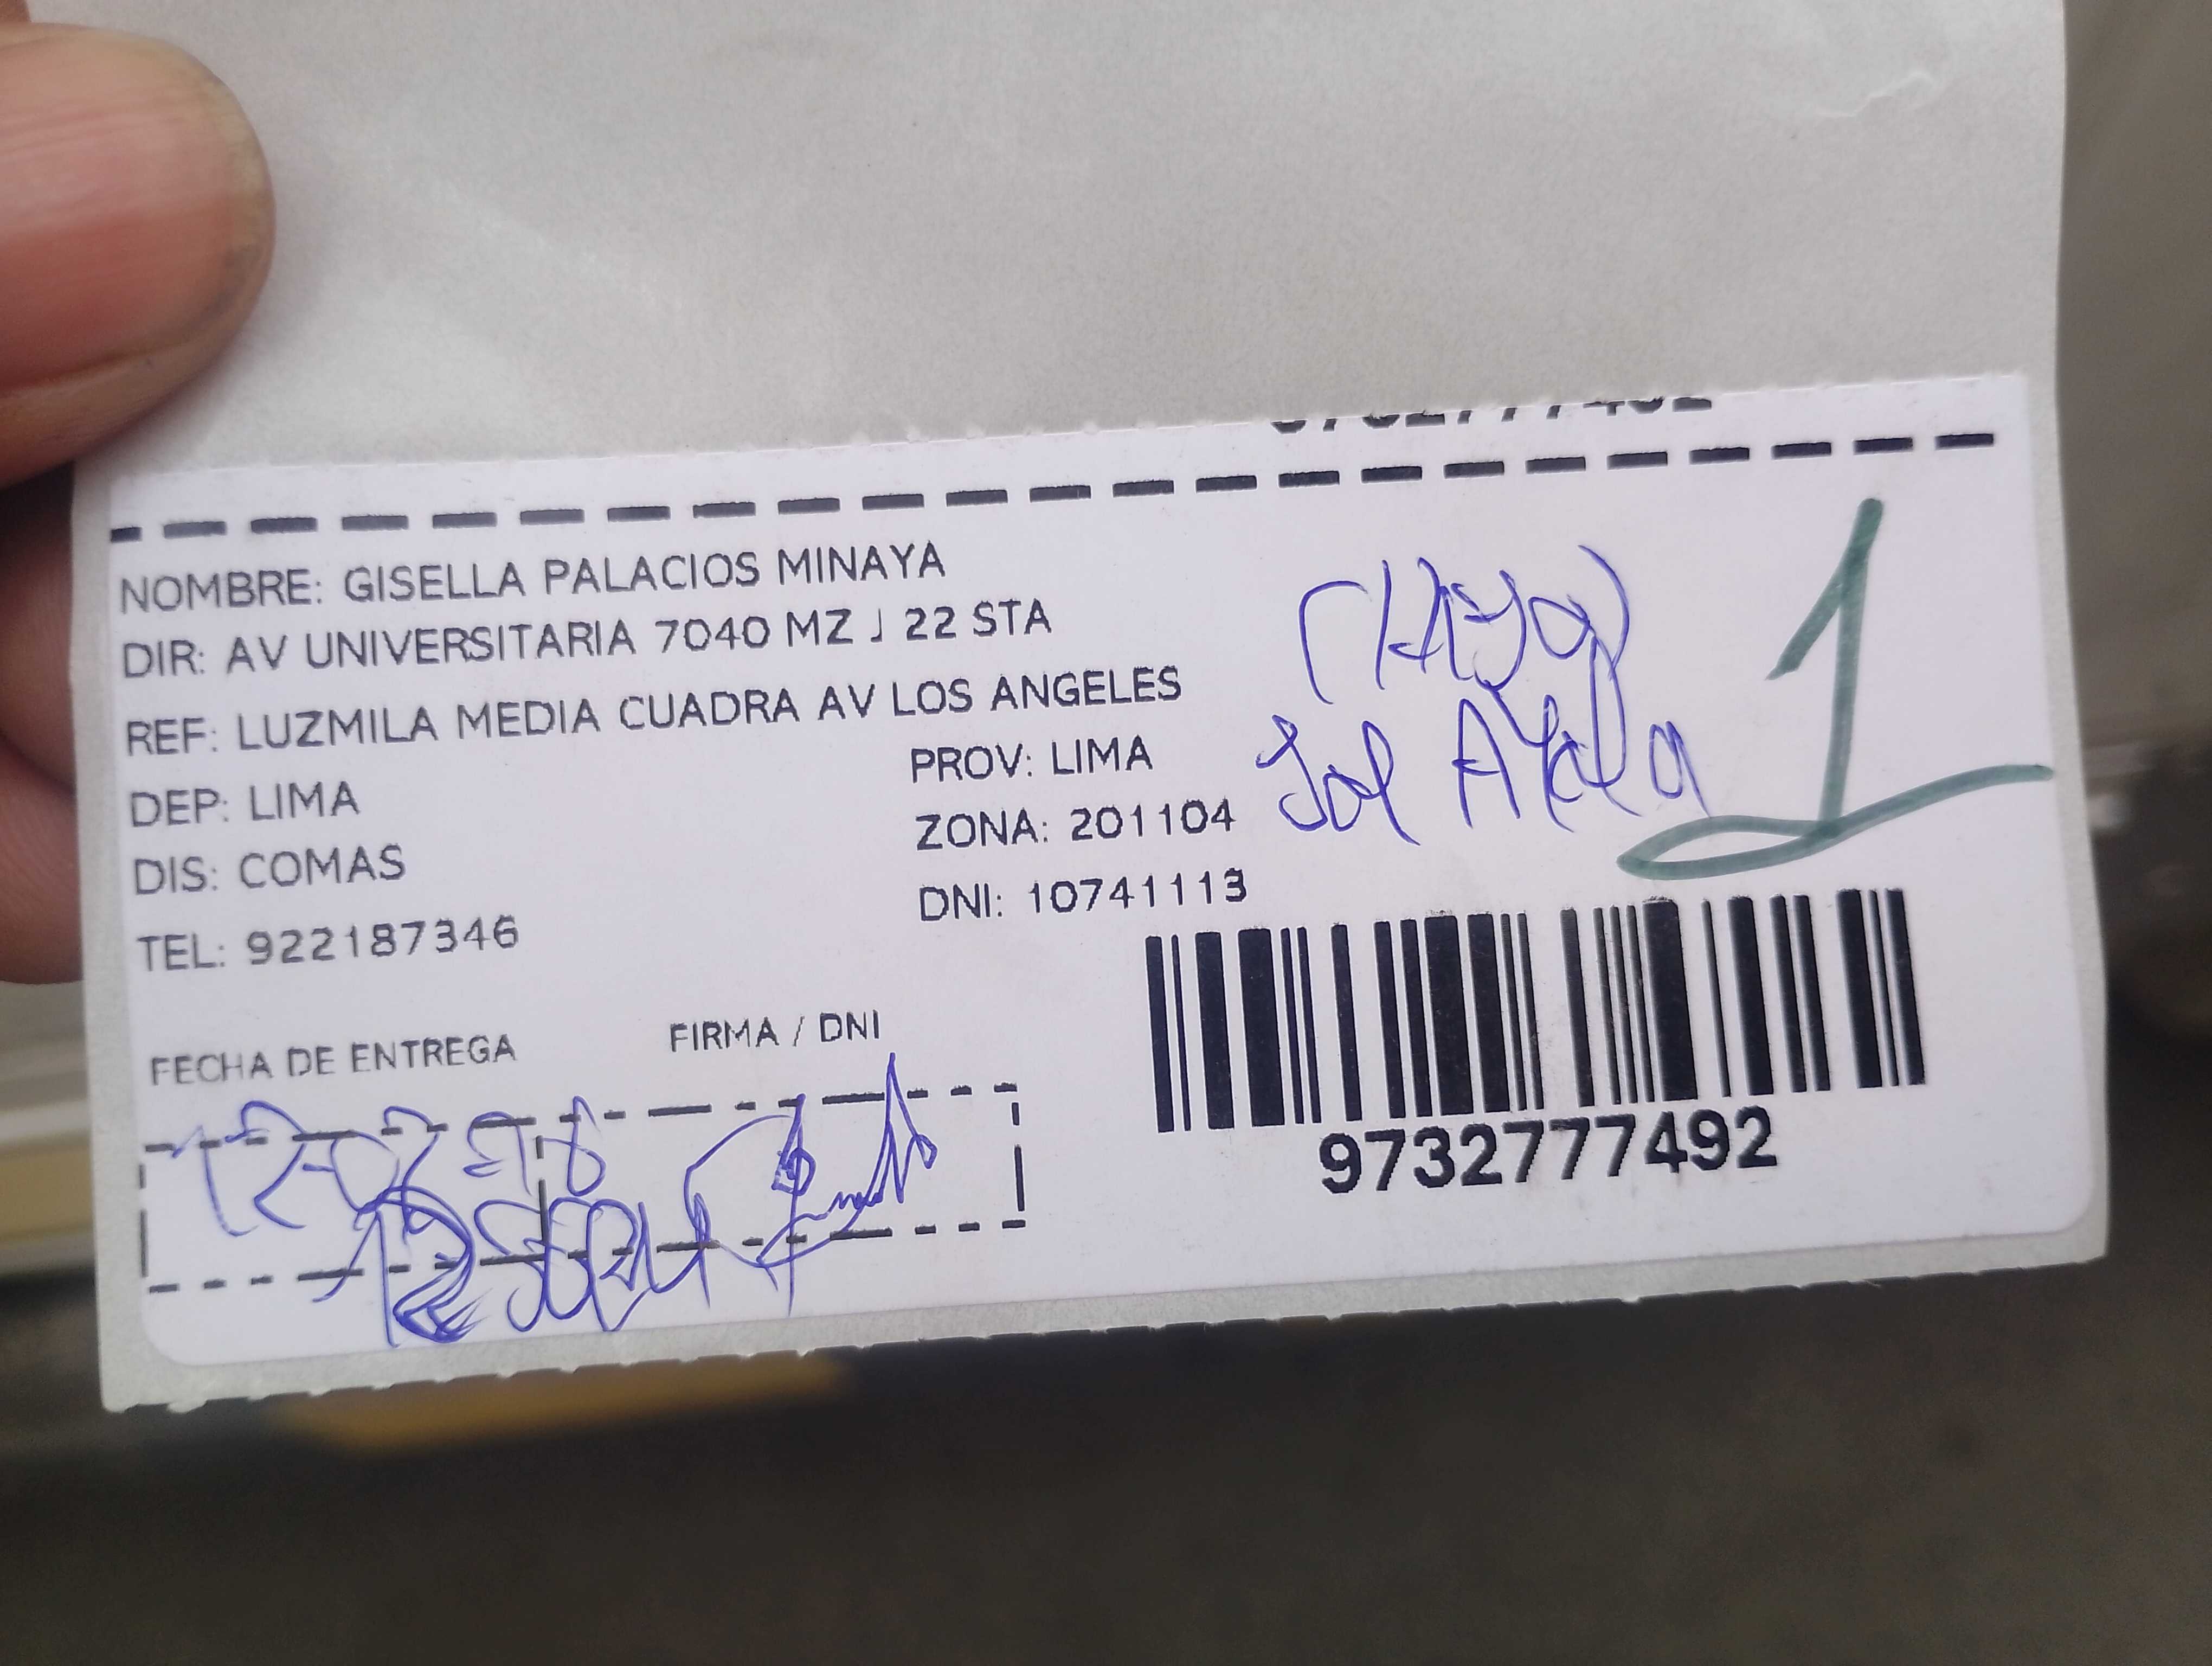 NOMBRE: GISELLA PALACIOS MINAYA
DIR: AV UNIVERSITARIA 7040 MZ J 22 STA
REF: LUZMILA MEDIA CUADRA AV LOS ANGELES
DEP: LIMA PROV: LIMA
DIS: COMAS ZONA: 201104
TEL: 922187346 DNI: 10741113
1
FECHA DE ENTREGA FIRMA / DNI
9732777492